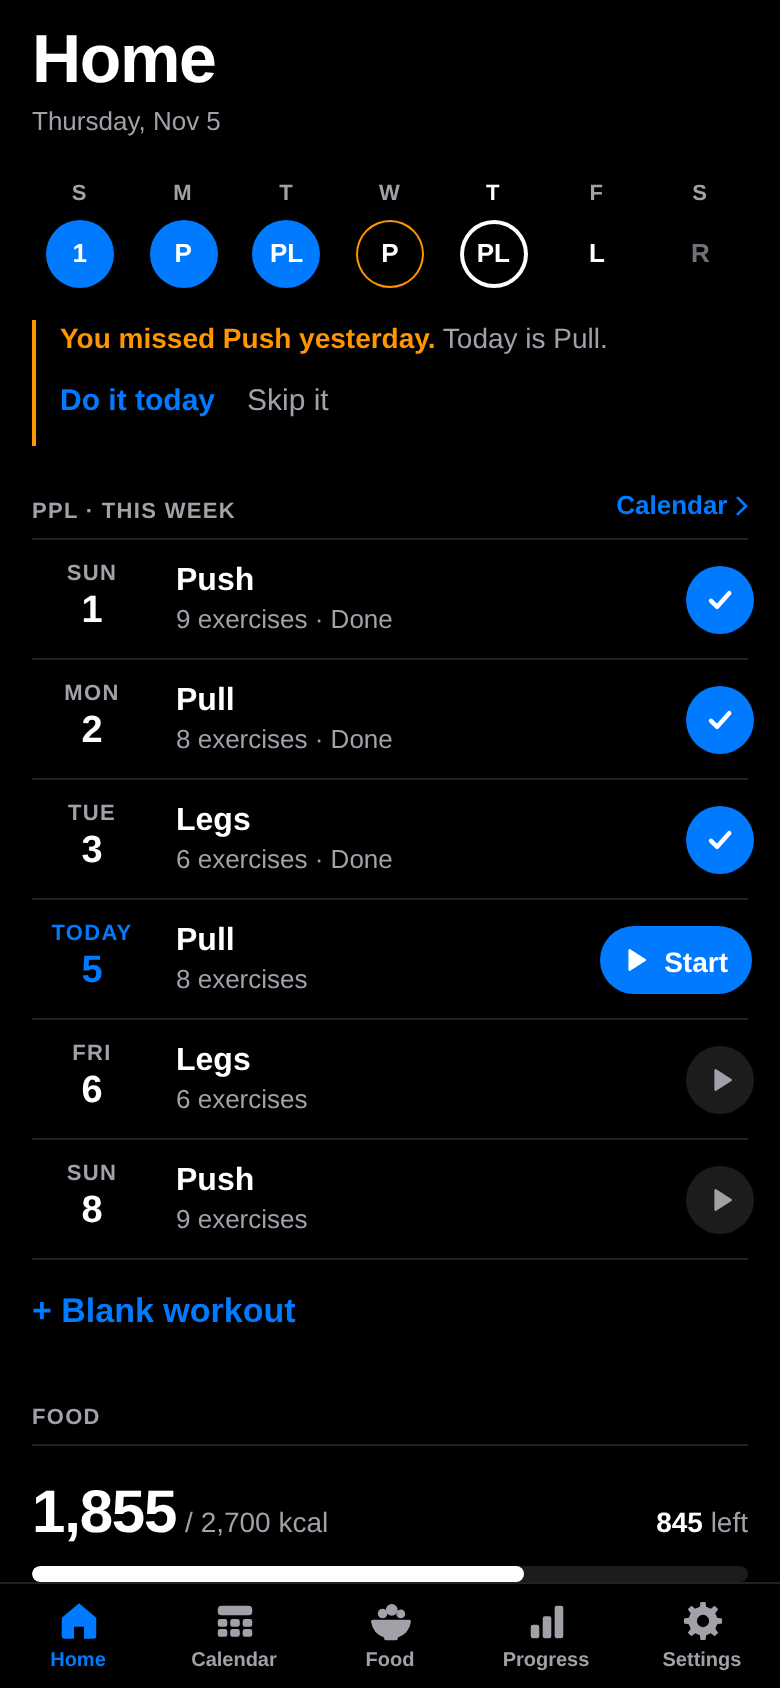 Home
Thursday, Nov 5
S M T W T F S
1 P PL P PL L R
You missed Push yesterday. Today is Pull.
Do it today Skip it
PPL · THIS WEEK Calendar
SUN
1
Push
9 exercises · Done
MON
2
Pull
8 exercises · Done
TUE
3
Legs
6 exercises · Done
TODAY
5
Pull
8 exercises
Start
FRI
6
Legs
6 exercises
SUN
8
Push
9 exercises
+ Blank workout
FOOD
1,855 / 2,700 kcal 845 left
Home Calendar Food Progress Settings